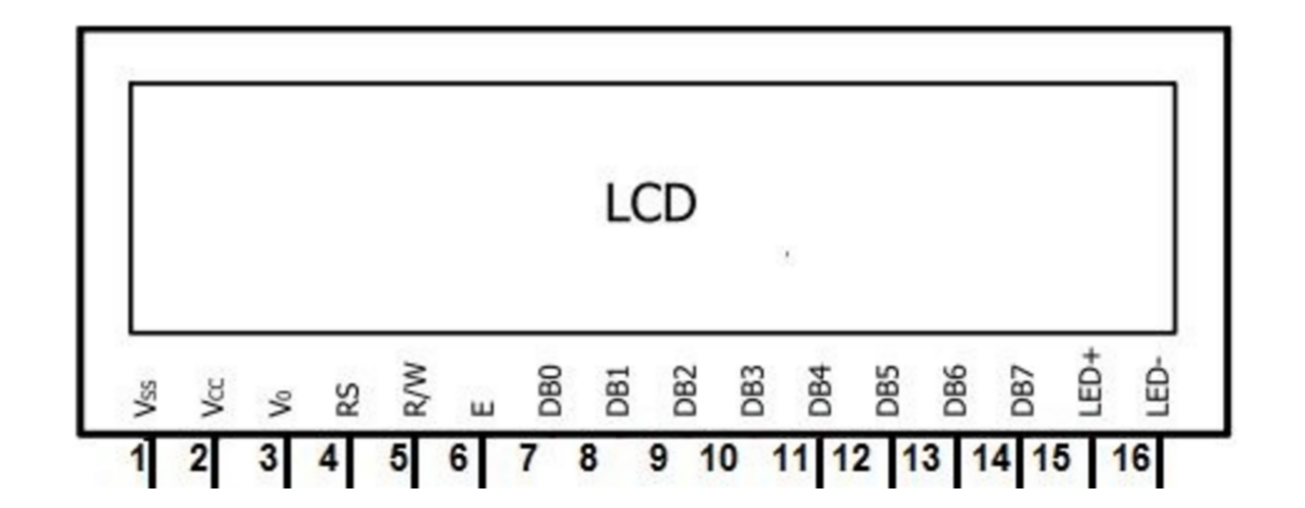 LCD
Vss Vcc V0 RS R/W E DB0 DB1 DB2 DB3 DB4 DB5 DB6 DB7 LED+ LED-
1 2 3 4 5 6 7 8 9 10 11 12 13 14 15 16